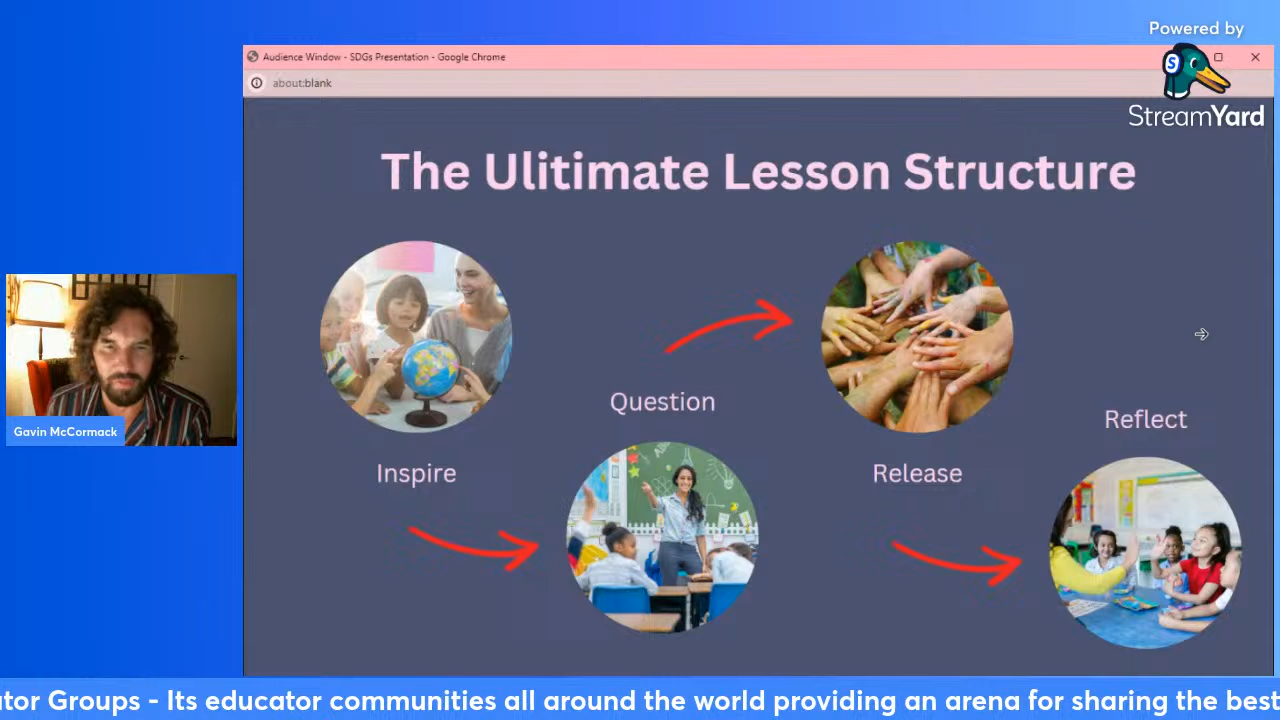 Powered by
StreamYard
Audience Window - SDGs Presentation - Google Chrome
about:blank
The Ulitimate Lesson Structure
Question
Reflect
Inspire
Release
Gavin McCormack
tor Groups - Its educator communities all around the world providing an arena for sharing the best